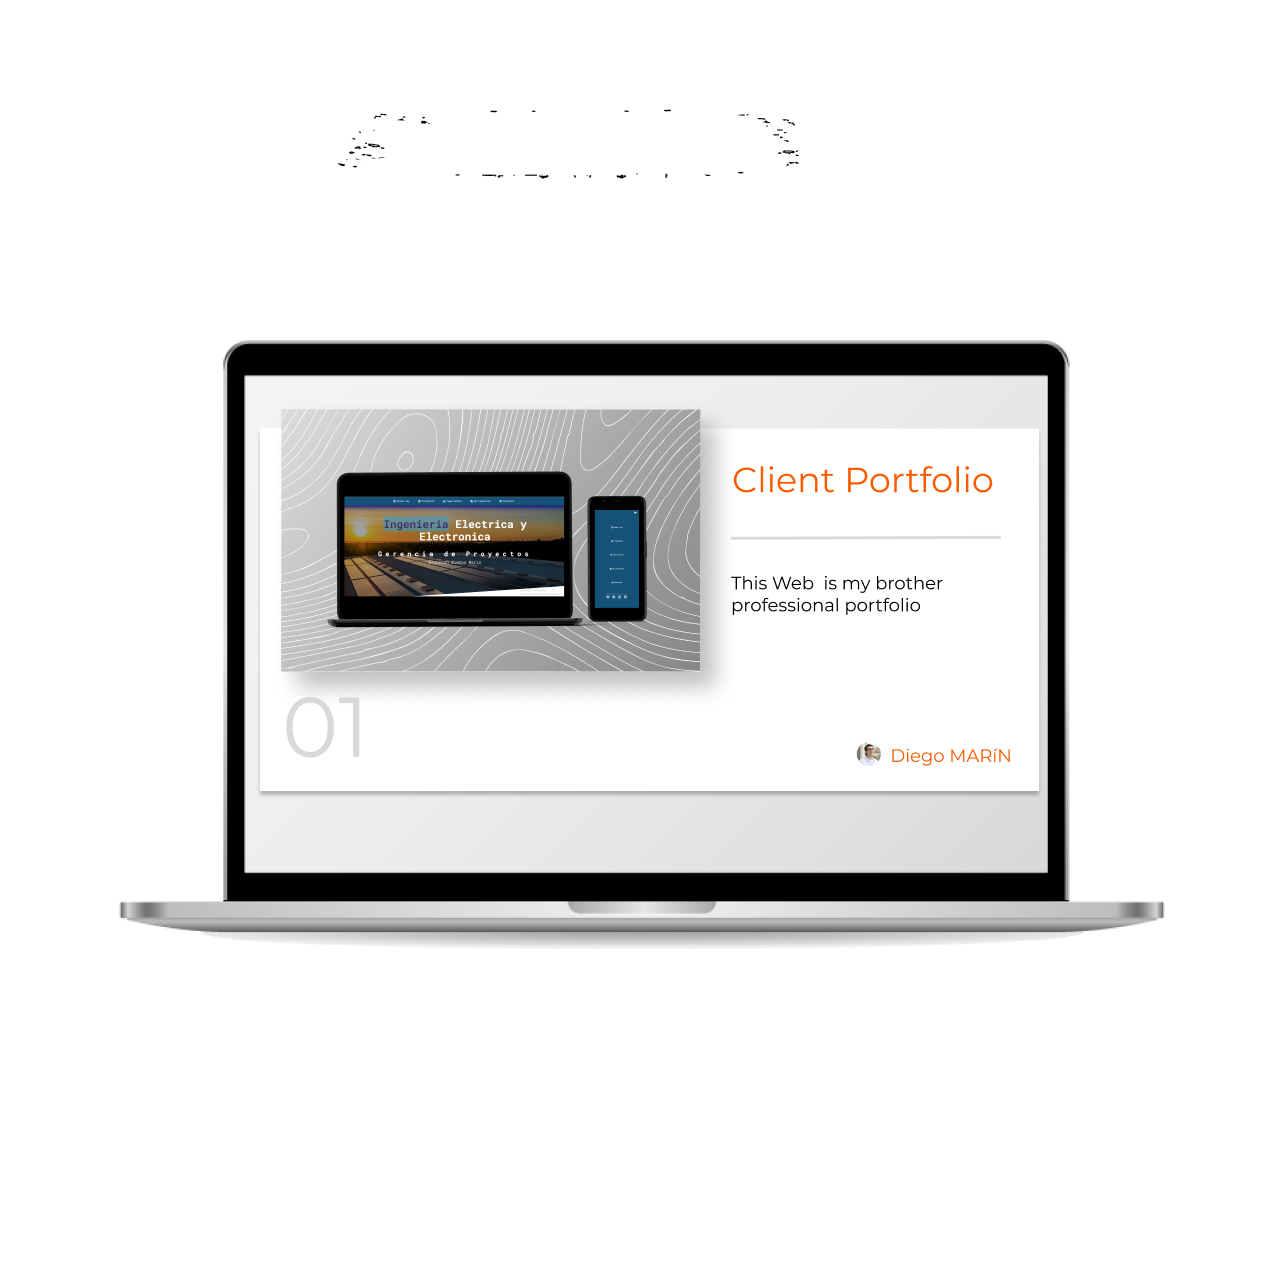 Client Portfolio
Ingenieria Electrica y
Electronica
Gerencia de Proyectos
This Web  is my brother
professional portfolio
01
Diego MARíN